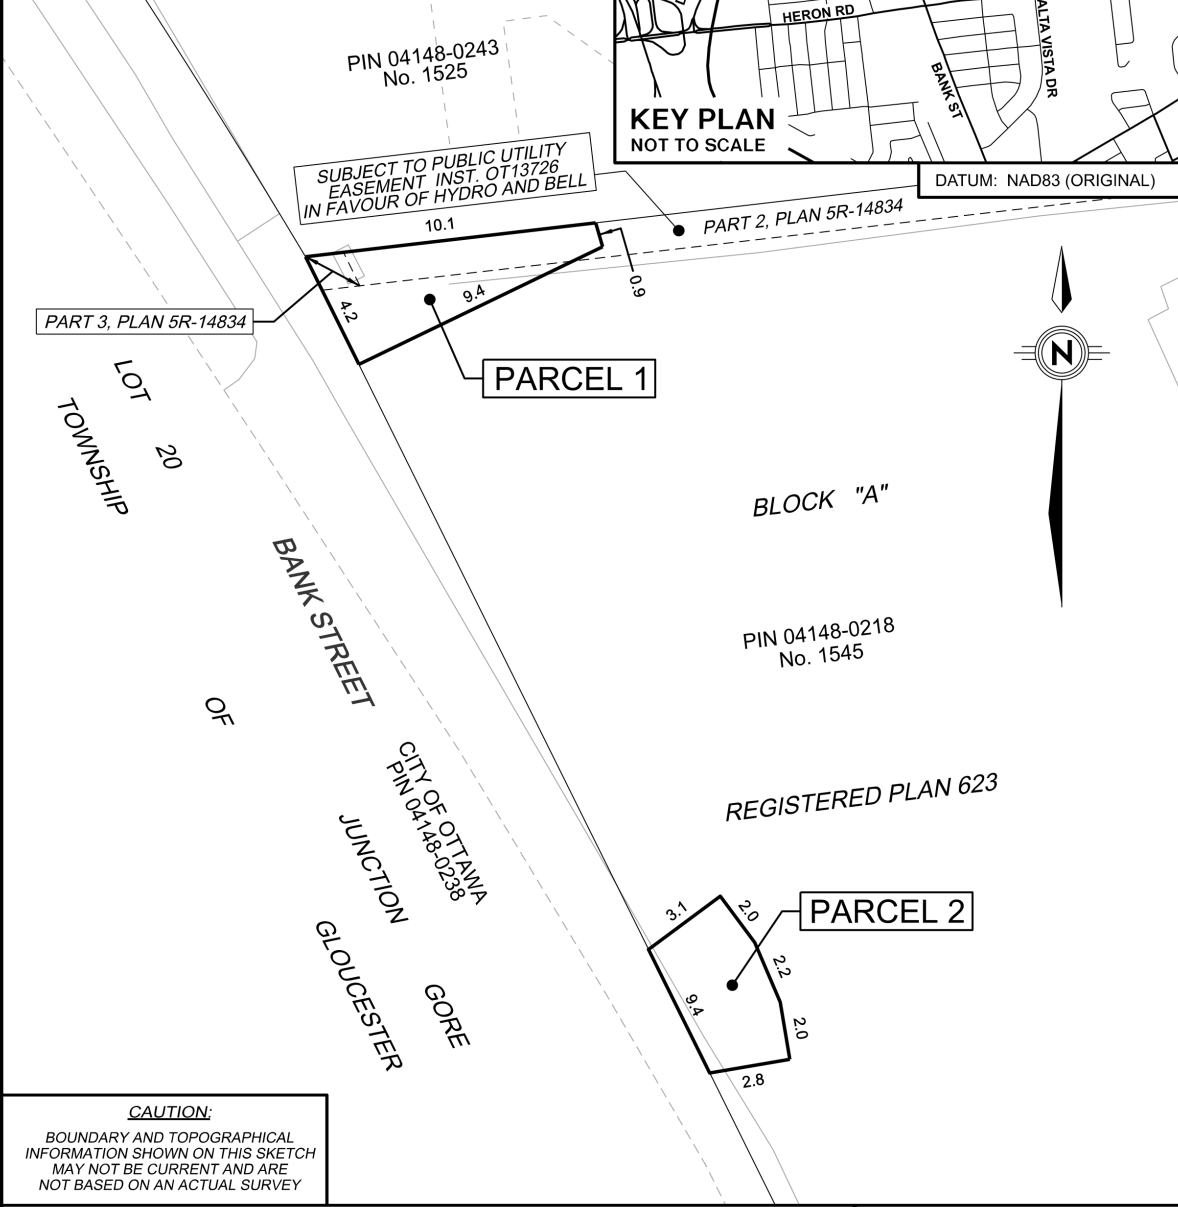 PIN 04148-0243
No. 1525
HERON RD
BANK ST
ALTA VISTA DR
KEY PLAN
NOT TO SCALE
DATUM: NAD83 (ORIGINAL)
SUBJECT TO PUBLIC UTILITY
EASEMENT INST. OT13726
IN FAVOUR OF HYDRO AND BELL
10.1
PART 2, PLAN 5R-14834
0.9
9.4
4.2
PART 3, PLAN 5R-14834
PARCEL 1
N
LOT 20
TOWNSHIP
OF
GLOUCESTER
JUNCTION
GORE
BANK STREET
CITY OF OTTAWA
PIN 04148-0238
BLOCK "A"
PIN 04148-0218
No. 1545
REGISTERED PLAN 623
3.1
2.0
PARCEL 2
2.2
9.4
2.0
2.8
CAUTION:
BOUNDARY AND TOPOGRAPHICAL
INFORMATION SHOWN ON THIS SKETCH
MAY NOT BE CURRENT AND ARE
NOT BASED ON AN ACTUAL SURVEY